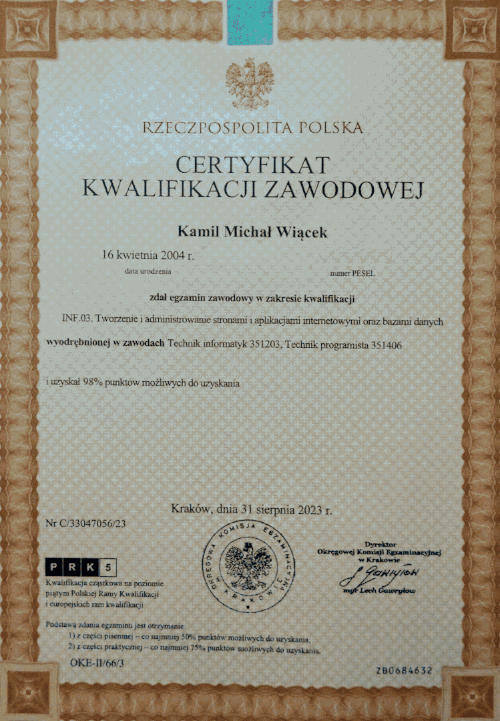 RZECZPOSPOLITA POLSKA
CERTYFIKAT
KWALIFIKACJI ZAWODOWEJ
Kamil Michał Wiącek
16 kwietnia 2004 r.
data urodzenia numer PESEL
zdał egzamin zawodowy w zakresie kwalifikacji
INF.03. Tworzenie i administrowanie stronami i aplikacjami internetowymi oraz bazami danych
wyodrębnionej w zawodach Technik informatyk 351203, Technik programista 351406
i uzyskał 98% punktów możliwych do uzyskania
Kraków, dnia 31 sierpnia 2023 r.
Nr C/33047056/23
OKRĘGOWA KOMISJA EGZAMINACYJNA W KRAKOWIE
Dyrektor
Okręgowej Komisji Egzaminacyjnej
w Krakowie
mgr Lech Gawryłow
PRK5
Kwalifikacja cząstkowa na poziomie
piątym Polskiej Ramy Kwalifikacji
i europejskich ram kwalifikacji
Podstawą zdania egzaminu jest otrzymanie
1) z części pisemnej – co najmniej 50% punktów możliwych do uzyskania,
2) z części praktycznej – co najmniej 75% punktów możliwych do uzyskania.
OKE-II/66/3
ZB0684632